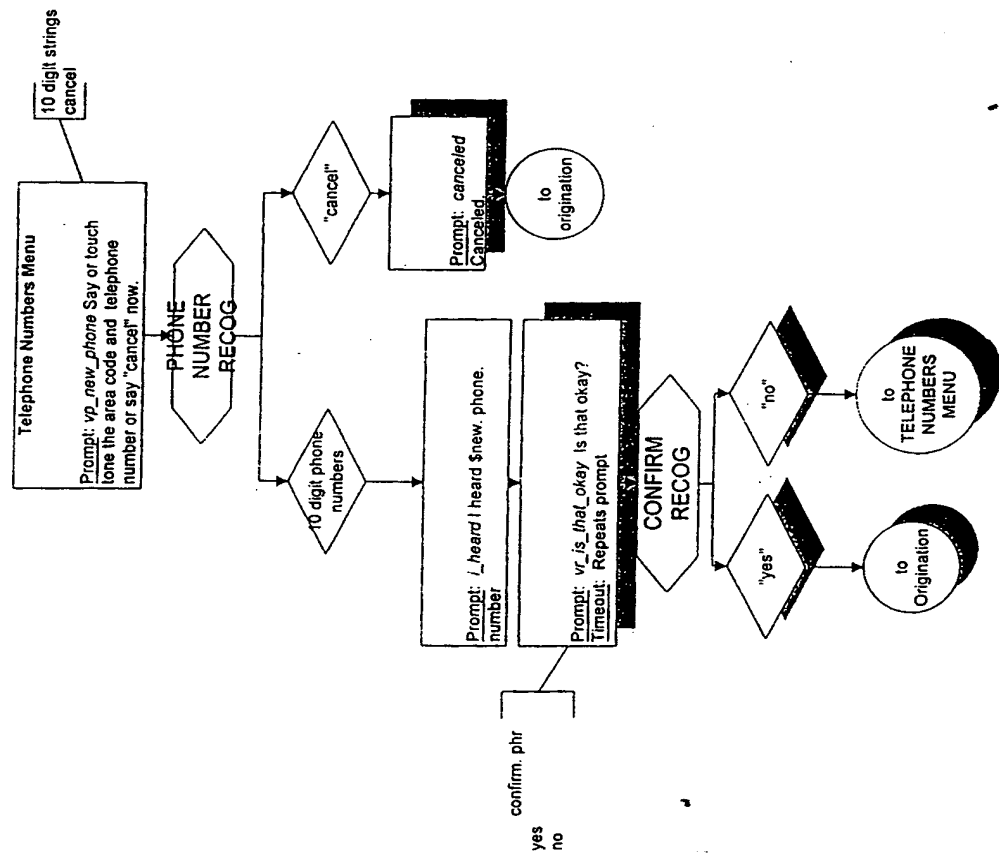 Telephone Numbers Menu
Prompt: vp_new_phone Say or touch
tone the area code and telephone
number or say "cancel" now.
10 digit strings
cancel
PHONE
NUMBER
RECOG
10 digit phone
numbers
"cancel"
Prompt: canceled
Canceled.
to
origination
Prompt: i_heard I heard $new. phone.
number
Prompt: vr_is_that_okay Is that okay?
Timeout: Repeats prompt
confirm. phr
yes
no
CONFIRM
RECOG
"yes"
"no"
to
Origination
to
TELEPHONE
NUMBERS
MENU